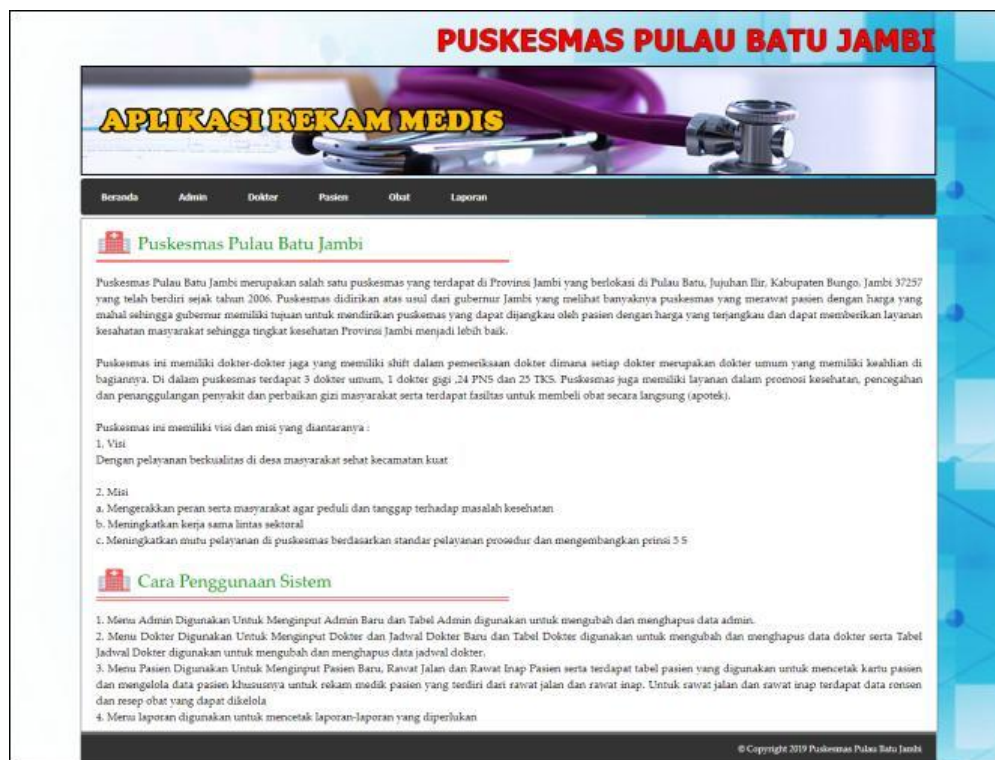 PUSKESMAS PULAU BATU JAMBI
APLIKASI REKAM MEDIS
Beranda Admin Dokter Pasien Obat Laporan
Puskesmas Pulau Batu Jambi
Puskesmas Pulau Batu Jambi merupakan salah satu puskesmas yang terdapat di Provinsi Jambi yang berlokasi di Pulau Batu, Jujuhan Ilir, Kabupaten Bungo, Jambi 37257
yang telah berdiri sejak tahun 2006. Puskesmas didirikan atas usul dari gubernur Jambi yang melihat banyaknya puskesmas yang merawat pasien dengan harga yang
mahal sehingga gubernur memiliki tujuan untuk mendirikan puskemas yang dapat dijangkau oleh pasien dengan harga yang terjangkau dan dapat memberikan layanan
kesahatan masyarakat sehingga tingkat kesehatan Provinsi Jambi menjadi lebih baik.
Puskesmas ini memiliki dokter-dokter jaga yang memiliki shift dalam pemeriksaan dokter dimana setiap dokter merupakan dokter umum yang memiliki keahlian di
bagiannya. Di dalam puskesmas terdapat 3 dokter umum, 1 dokter gigi ,24 PNS dan 25 TKS. Puskesmas juga memiliki layanan dalam promosi kesehatan, pencegahan
dan penanggulangan penyakit dan perbaikan gizi masyarakat serta terdapat fasiltas untuk membeli obat secara langsung (apotek).
Puskesmas ini memiliki visi dan misi yang diantaranya :
1. Visi
Dengan pelayanan berkualitas di desa masyarakat sehat kecamatan kuat
2. Misi
a. Mengerakkan peran serta masyarakat agar peduli dan tanggap terhadap masalah kesehatan
b. Meningkatkan kerja sama lintas sektoral
c. Meningkatkan mutu pelayanan di puskesmas berdasarkan standar pelayanan prosedur dan mengembangkan prinsi 5 S
Cara Penggunaan Sistem
1. Menu Admin Digunakan Untuk Menginput Admin Baru dan Tabel Admin digunakan untuk mengubah dan menghapus data admin.
2. Menu Dokter Digunakan Untuk Menginput Dokter dan Jadwal Dokter Baru dan Tabel Dokter digunakan untuk mengubah dan menghapus data dokter serta Tabel
Jadwal Dokter digunakan untuk mengubah dan menghapus data jadwal dokter.
3. Menu Pasien Digunakan Untuk Menginput Pasien Baru, Rawat Jalan dan Rawat Inap Pasien serta terdapat tabel pasien yang digunakan untuk mencetak kartu pasien
dan mengelola data pasien khususnya untuk rekam medik pasien yang terdiri dari rawat jalan dan rawat inap. Untuk rawat jalan dan rawat inap terdapat data ronsen
dan resep obat yang dapat dikelola
4. Menu laporan digunakan untuk mencetak laporan-laporan yang diperlukan
© Copyright 2019 Puskesmas Pulau Batu Jambi